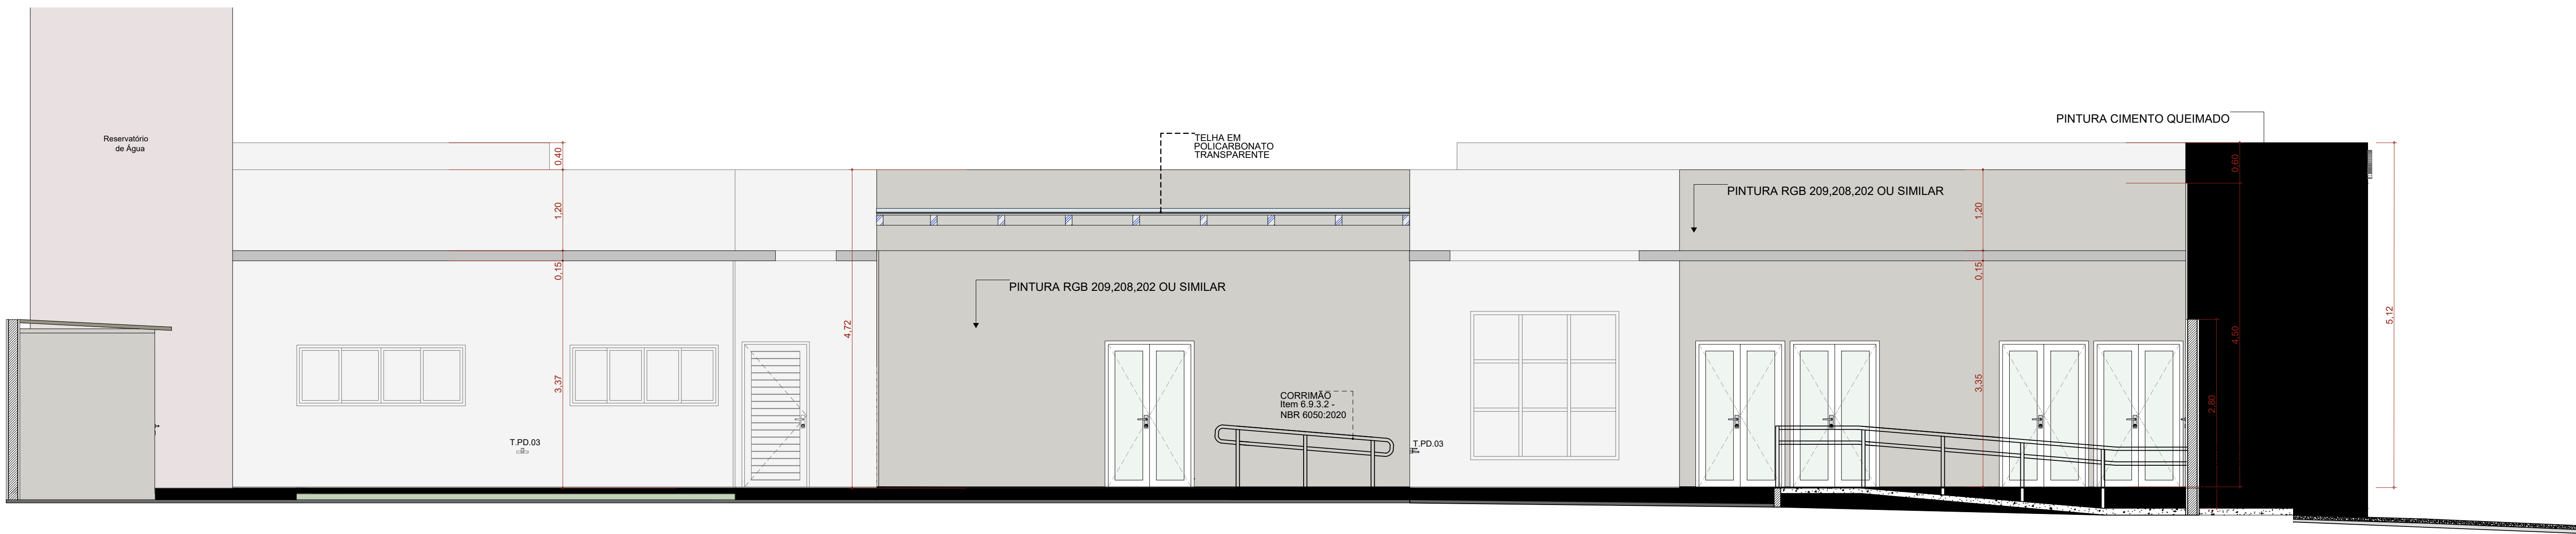 Reservatório
de Água
0,40
1,20
0,15
3,37
T.PD.03
4,72
TELHA EM
POLICARBONATO
TRANSPARENTE
PINTURA RGB 209,208,202 OU SIMILAR
CORRIMÃO
Item 6.9.3.2 -
NBR 6050:2020
T.PD.03
PINTURA RGB 209,208,202 OU SIMILAR
1,20
0,15
3,35
PINTURA CIMENTO QUEIMADO
0,60
4,50
2,80
5,12